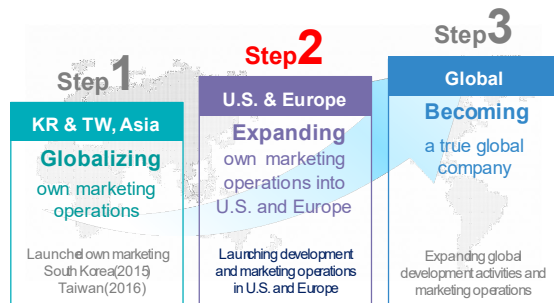 Step1
KR & TW, Asia
Globalizing
own marketing
operations
Launched own marketing
South Korea(2015)
Taiwan(2016)
Step2
U.S. & Europe
Expanding
own marketing
operations into
U.S. and Europe
Launching development
and marketing operations
in U.S. and Europe
Step3
Global
Becoming
a true global
company
Expanding global
development activities and
marketing operations